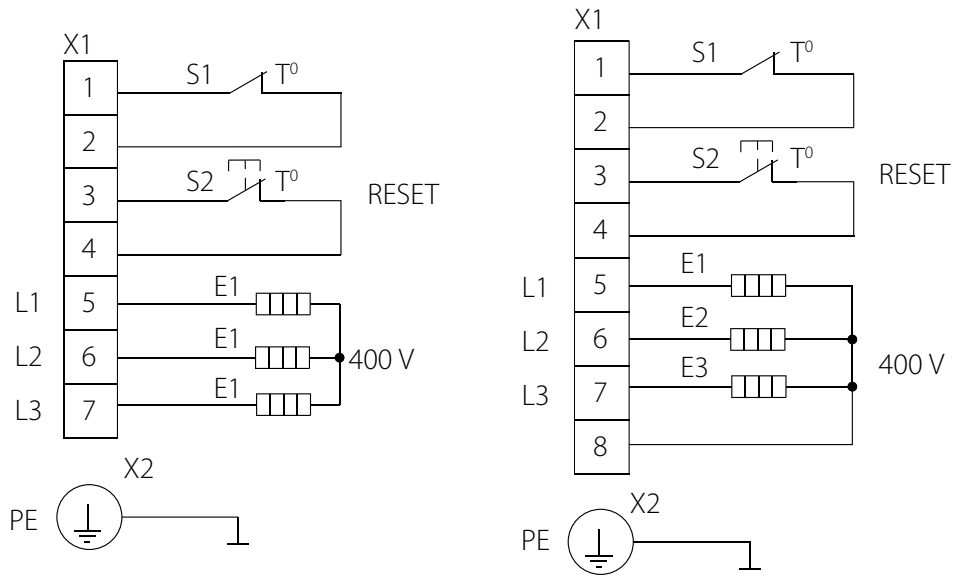 X1
1 S1 T⁰
2
3 S2 T⁰ RESET
4
L1 5 E1
L2 6 E1 400 V
L3 7 E1
X2
PE
X1
1 S1 T⁰
2
3 S2 T⁰ RESET
4
L1 5 E1
L2 6 E2 400 V
L3 7 E3
8
X2
PE